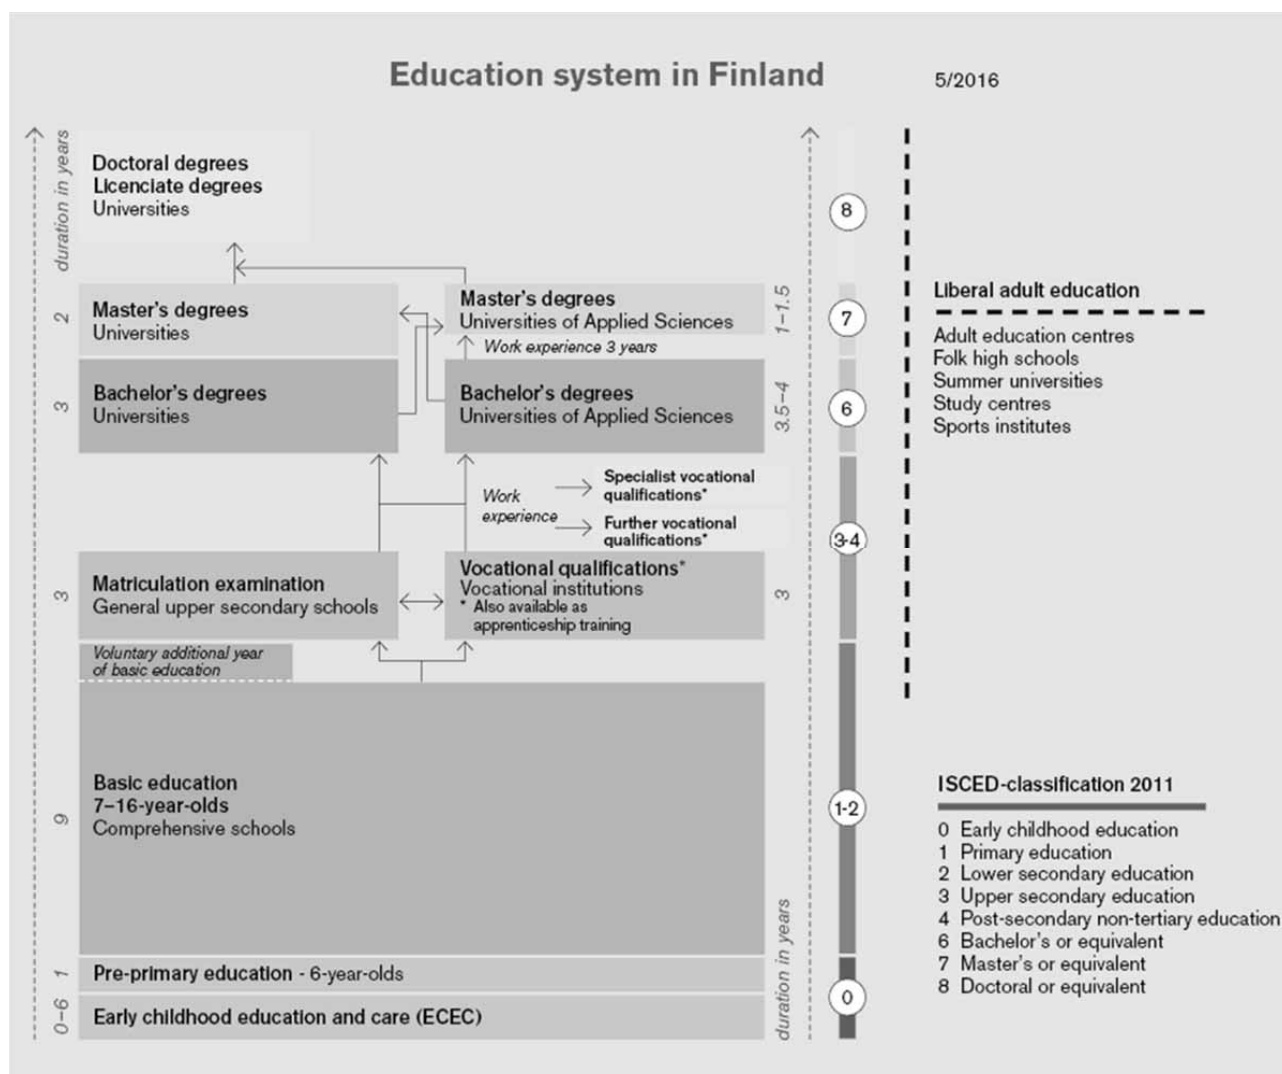 Education system in Finland
5/2016
duration in years
Doctoral degrees
Licenciate degrees
Universities
8
2
Master's degrees
Universities
Master's degrees
Universities of Applied Sciences
1–1.5
7
Work experience 3 years
3
Bachelor's degrees
Universities
Bachelor's degrees
Universities of Applied Sciences
3.5–4
6
Work
experience
Specialist vocational
qualifications*
Further vocational
qualifications*
3-4
3
Matriculation examination
General upper secondary schools
Vocational qualifications*
Vocational institutions
* Also available as
apprenticeship training
3
Voluntary additional year
of basic education
9
Basic education
7–16-year-olds
Comprehensive schools
1-2
1
Pre-primary education - 6-year-olds
0–6
Early childhood education and care (ECEC)
duration in years
0
Liberal adult education
Adult education centres
Folk high schools
Summer universities
Study centres
Sports institutes
ISCED-classification 2011
0 Early childhood education
1 Primary education
2 Lower secondary education
3 Upper secondary education
4 Post-secondary non-tertiary education
6 Bachelor's or equivalent
7 Master's or equivalent
8 Doctoral or equivalent